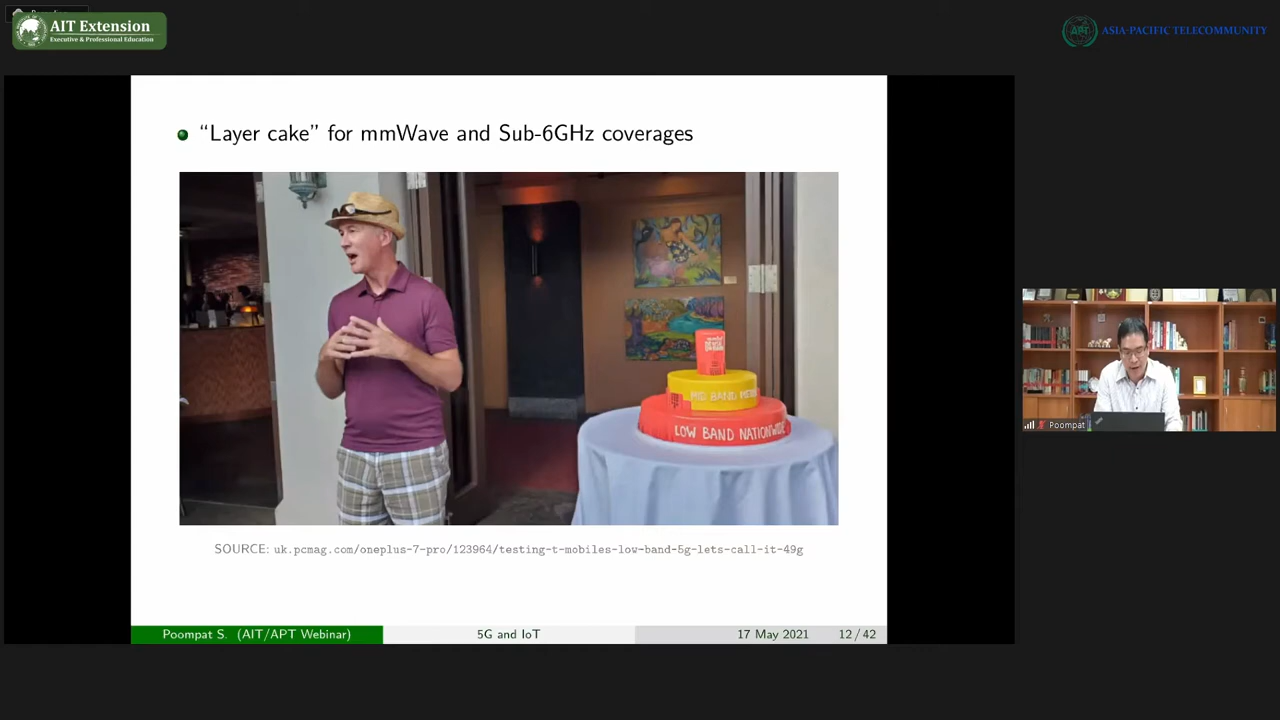 AIT Extension
Executive & Professional Education
APT
ASIA-PACIFIC TELECOMMUNITY
“Layer cake” for mmWave and Sub-6GHz coverages
LOW BAND NATIONWIDE
MID BAND
SOURCE: uk.pcmag.com/oneplus-7-pro/123964/testing-t-mobiles-low-band-5g-lets-call-it-49g
Poompat
Poompat S. (AIT/APT Webinar)
5G and IoT
17 May 2021
12 / 42